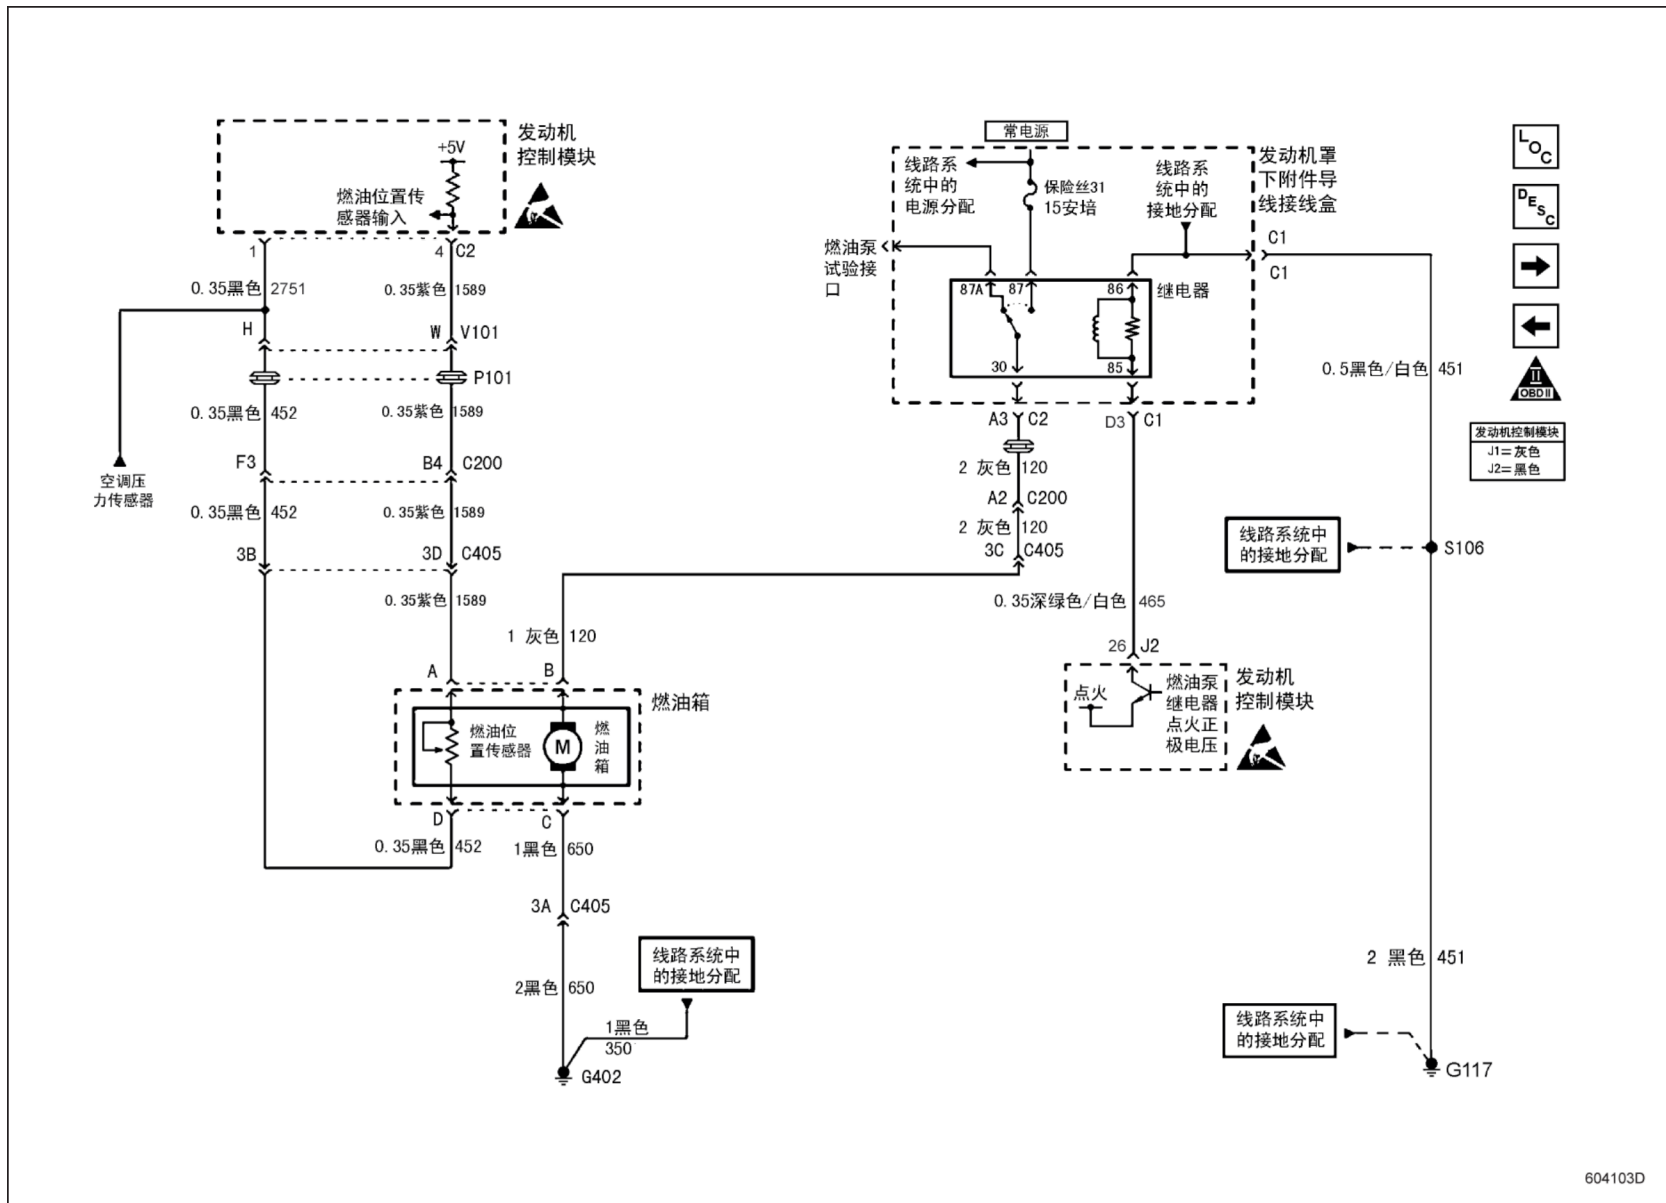 发动机
控制模块
+5V
燃油位置传
感器输入
1
4
C2
0.35黑色
2751
0.35紫色
1589
H
W
V101
P101
0.35黑色
452
0.35紫色
1589
空调压
力传感器
F3
B4
C200
0.35黑色
452
0.35紫色
1589
3B
3D
C405
0.35紫色
1589
1 灰色
120
A
B
燃油箱
燃油位
置传感器
M
燃
油
箱
D
C
0.35黑色
452
1黑色
650
3A
C405
2黑色
650
线路系统中
的接地分配
1黑色
350
G402
常电源
线路系
统中的
电源分配
保险丝31
15安培
线路系
统中的
接地分配
发动机罩
下附件导
线接线盒
燃油泵
试验接
口
C1
C1
87A
87
86
继电器
30
85
A3
C2
D3
C1
2 灰色
120
A2
C200
2 灰色
120
3C
C405
0.35深绿色/白色
465
26
J2
点火
燃油泵
继电器
点火正
极电压
发动机
控制模块
0.5黑色/白色
451
线路系统中
的接地分配
S106
2 黑色
451
线路系统中
的接地分配
G117
LOC
DESC
II
OBD II
发动机控制模块
J1=灰色
J2=黑色
604103D